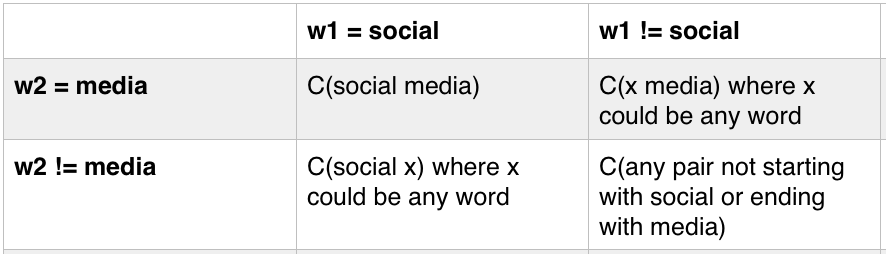 w1 = social
w1 != social
w2 = media
C(social media)
C(x media) where x
could be any word
w2 != media
C(social x) where x
could be any word
C(any pair not starting
with social or ending
with media)